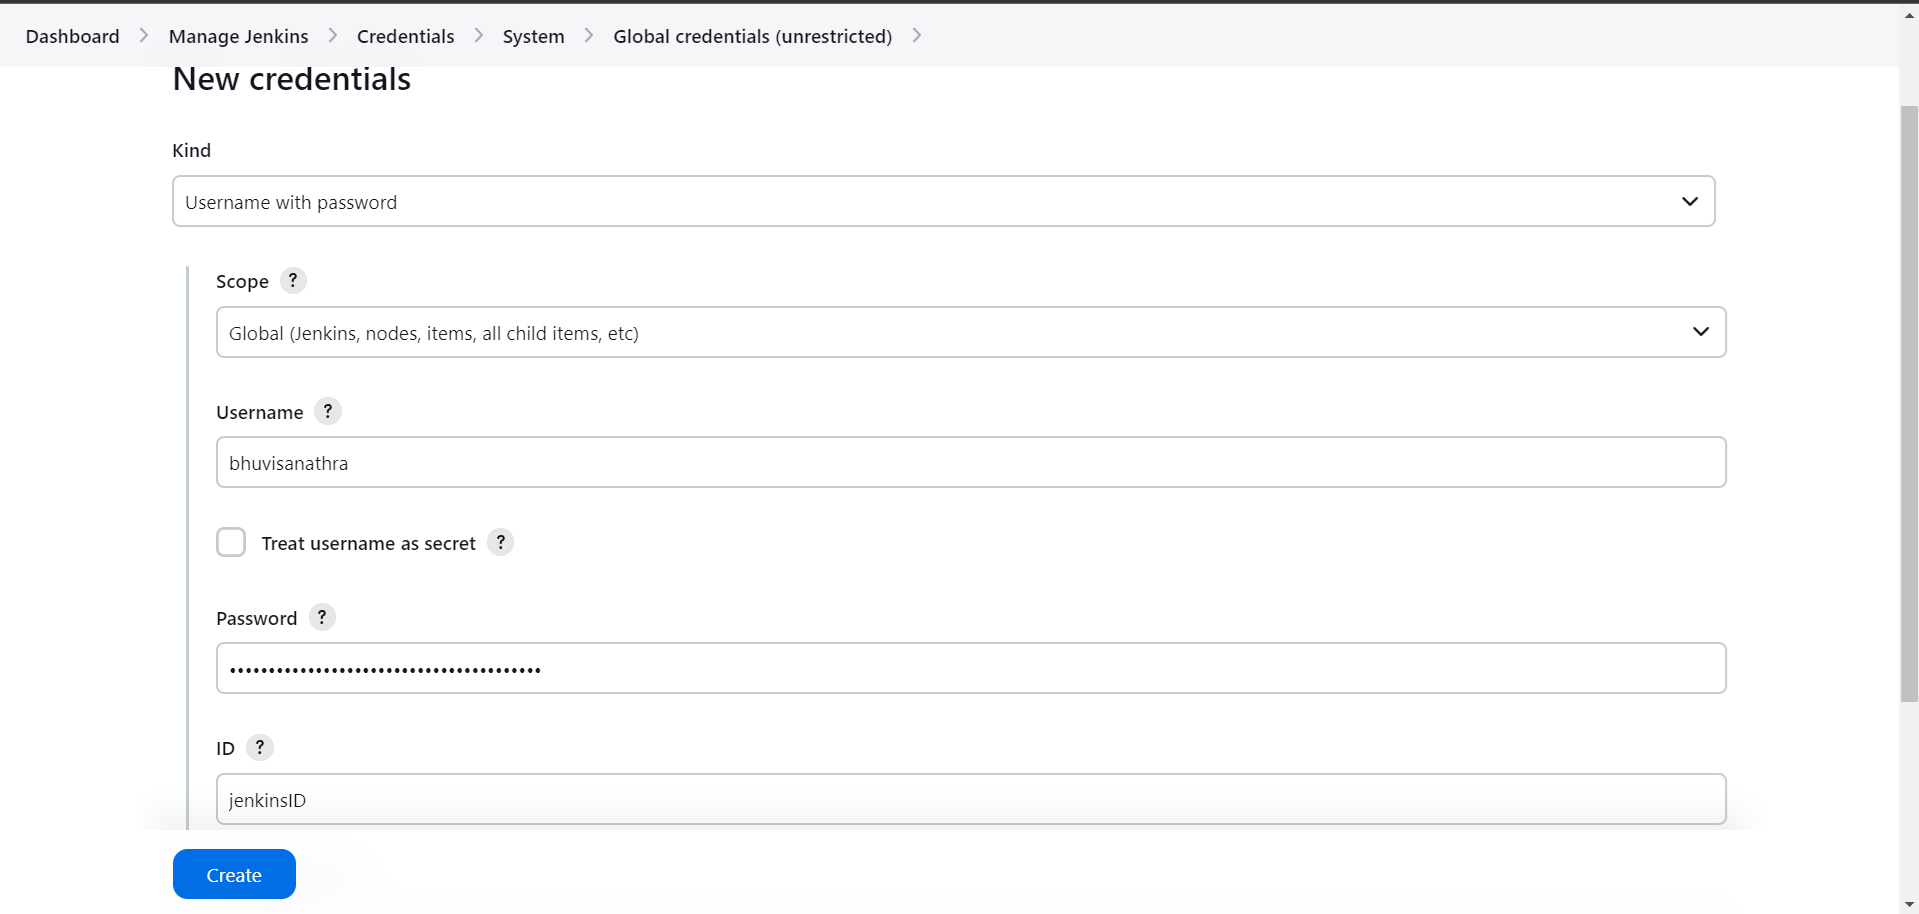 Dashboard > Manage Jenkins > Credentials > System > Global credentials (unrestricted) >
New credentials
Kind
Username with password
Scope ?
Global (Jenkins, nodes, items, all child items, etc)
Username ?
bhuvisanathra
Treat username as secret ?
Password ?
••••••••••••••••••••••••••••••••••••••••
ID ?
jenkinsID
Create